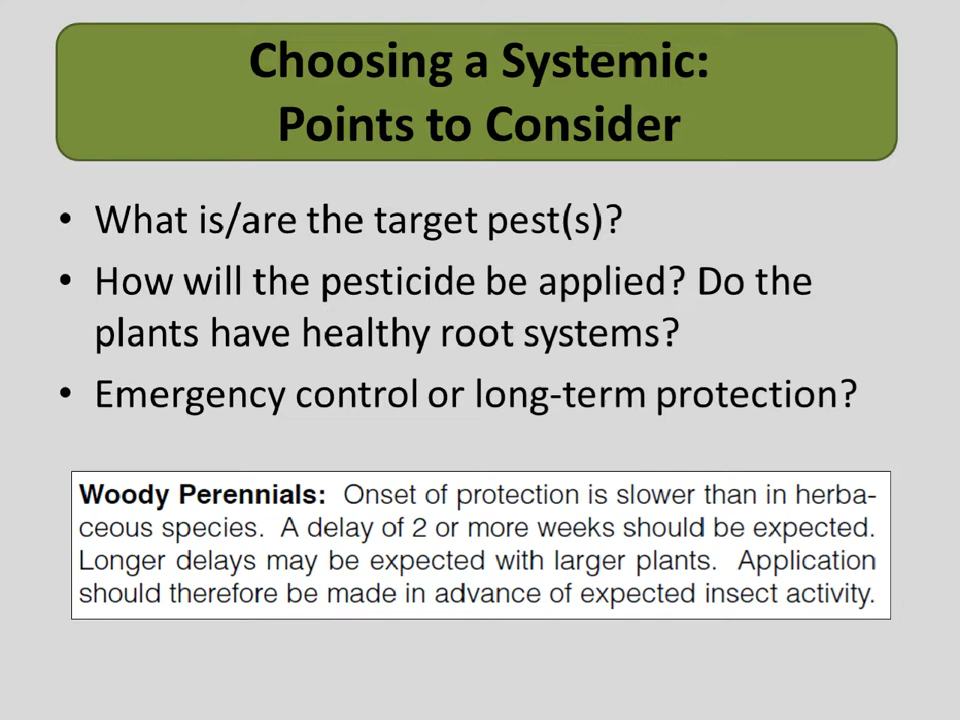 Choosing a Systemic:
Points to Consider
• What is/are the target pest(s)?
• How will the pesticide be applied? Do the
plants have healthy root systems?
• Emergency control or long-term protection?
Woody Perennials: Onset of protection is slower than in herba-
ceous species. A delay of 2 or more weeks should be expected.
Longer delays may be expected with larger plants. Application
should therefore be made in advance of expected insect activity.